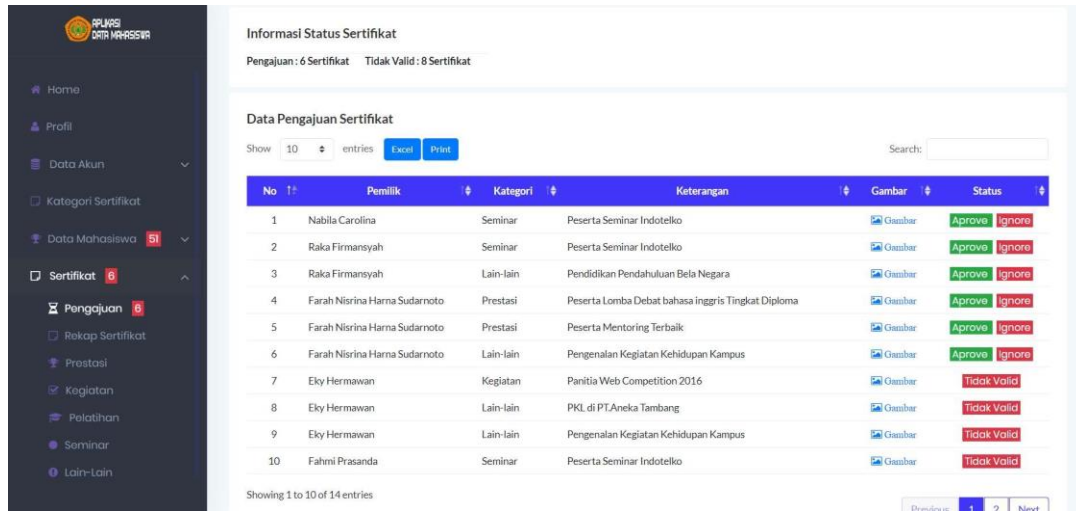 APLIKASI
DATA MAHASISWA
Home
Profil
Data Akun
Kategori Sertifikat
Data Mahasiswa 51
Sertifikat 6
Pengajuan 6
Rekap Sertifikat
Prestasi
Kegiatan
Pelatihan
Seminar
Lain-Lain
Informasi Status Sertifikat
Pengajuan : 6 Sertifikat Tidak Valid : 8 Sertifikat
Data Pengajuan Sertifikat
Show 10 entries Excel Print Search:
No Pemilik Kategori Keterangan Gambar Status
1 Nabila Carolina Seminar Peserta Seminar Indotelko Gambar Aprove Ignore
2 Raka Firmansyah Seminar Peserta Seminar Indotelko Gambar Aprove Ignore
3 Raka Firmansyah Lain-lain Pendidikan Pendahuluan Bela Negara Gambar Aprove Ignore
4 Farah Nisrina Harna Sudarnoto Prestasi Peserta Lomba Debat bahasa inggris Tingkat Diploma Gambar Aprove Ignore
5 Farah Nisrina Harna Sudarnoto Prestasi Peserta Mentoring Terbaik Gambar Aprove Ignore
6 Farah Nisrina Harna Sudarnoto Lain-lain Pengenalan Kegiatan Kehidupan Kampus Gambar Aprove Ignore
7 Eky Hermawan Kegiatan Panitia Web Competition 2016 Gambar Tidak Valid
8 Eky Hermawan Lain-lain PKL di PT.Aneka Tambang Gambar Tidak Valid
9 Eky Hermawan Lain-lain Pengenalan Kegiatan Kehidupan Kampus Gambar Tidak Valid
10 Fahmi Prasanda Seminar Peserta Seminar Indotelko Gambar Tidak Valid
Showing 1 to 10 of 14 entries
Previous 1 2 Next